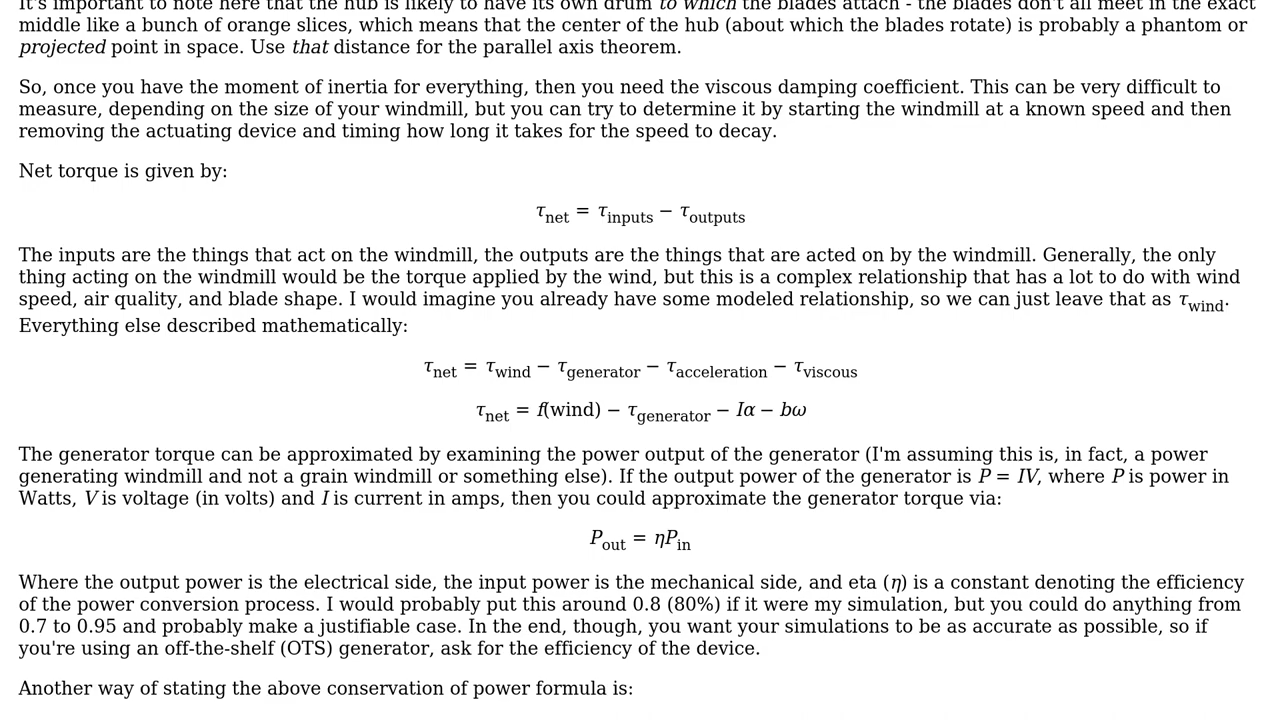 It's important to note here that the hub is likely to have its own drum to which the blades attach - the blades don't all meet in the exact
middle like a bunch of orange slices, which means that the center of the hub (about which the blades rotate) is probably a phantom or
projected point in space. Use that distance for the parallel axis theorem.
So, once you have the moment of inertia for everything, then you need the viscous damping coefficient. This can be very difficult to
measure, depending on the size of your windmill, but you can try to determine it by starting the windmill at a known speed and then
removing the actuating device and timing how long it takes for the speed to decay.
Net torque is given by:
τnet = τinputs − τoutputs
The inputs are the things that act on the windmill, the outputs are the things that are acted on by the windmill. Generally, the only
thing acting on the windmill would be the torque applied by the wind, but this is a complex relationship that has a lot to do with wind
speed, air quality, and blade shape. I would imagine you already have some modeled relationship, so we can just leave that as τwind.
Everything else described mathematically:
τnet = τwind − τgenerator − τacceleration − τviscous
τnet = f(wind) − τgenerator − Iα − bω
The generator torque can be approximated by examining the power output of the generator (I'm assuming this is, in fact, a power
generating windmill and not a grain windmill or something else). If the output power of the generator is P = IV, where P is power in
Watts, V is voltage (in volts) and I is current in amps, then you could approximate the generator torque via:
Pout = ηPin
Where the output power is the electrical side, the input power is the mechanical side, and eta (η) is a constant denoting the efficiency
of the power conversion process. I would probably put this around 0.8 (80%) if it were my simulation, but you could do anything from
0.7 to 0.95 and probably make a justifiable case. In the end, though, you want your simulations to be as accurate as possible, so if
you're using an off-the-shelf (OTS) generator, ask for the efficiency of the device.
Another way of stating the above conservation of power formula is: